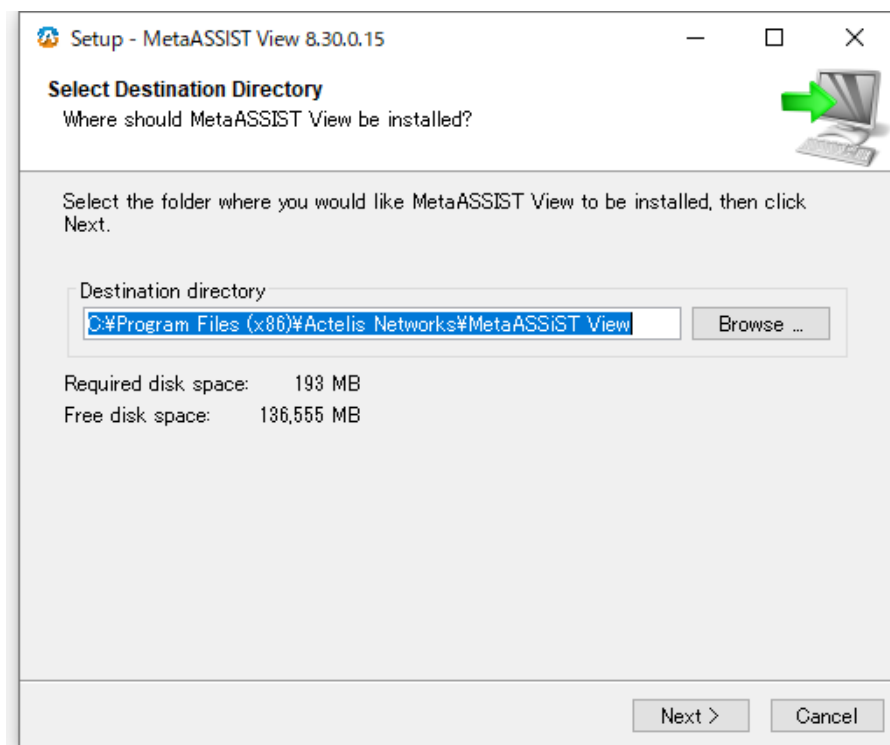 Setup - MetaASSIST View 8.30.0.15
Select Destination Directory
Where should MetaASSIST View be installed?
Select the folder where you would like MetaASSIST View to be installed, then click
Next.
Destination directory
C:¥Program Files (x86)¥Actelis Networks¥MetaASSiST View
Browse ...
Required disk space: 193 MB
Free disk space: 136,555 MB
Next >
Cancel